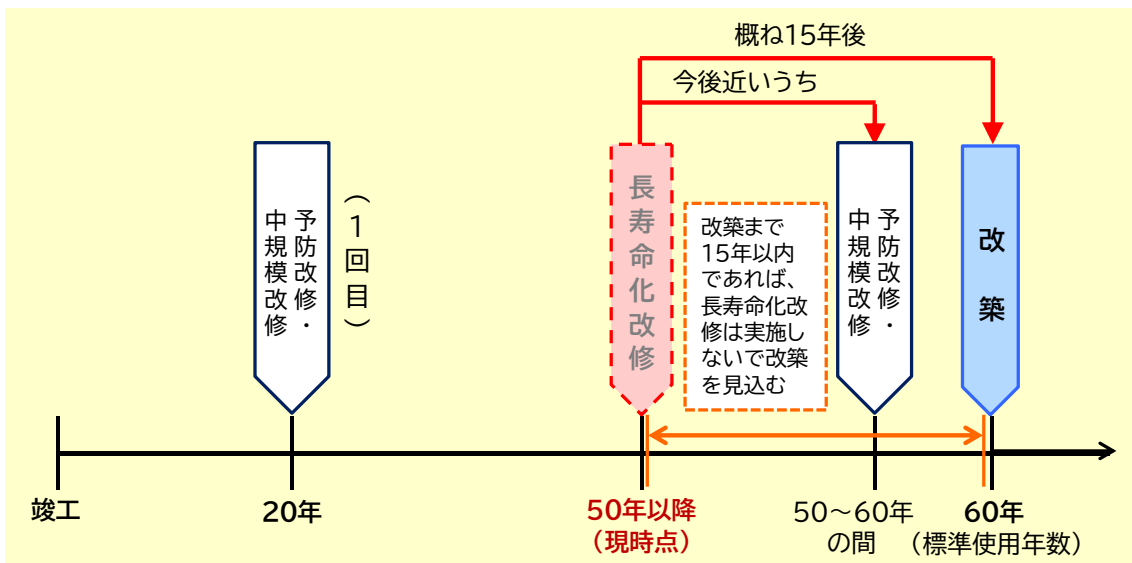 概ね15年後
今後近いうち
予防改修・
中規模改修
（1回目）
長寿命化改修
改築まで
15年以内
であれば、
長寿命化改
修は実施し
ないで改築
を見込む
予防改修・
中規模改修
改築
竣工
20年
50年以降
（現時点）
50～60年
の間
60年
（標準使用年数）